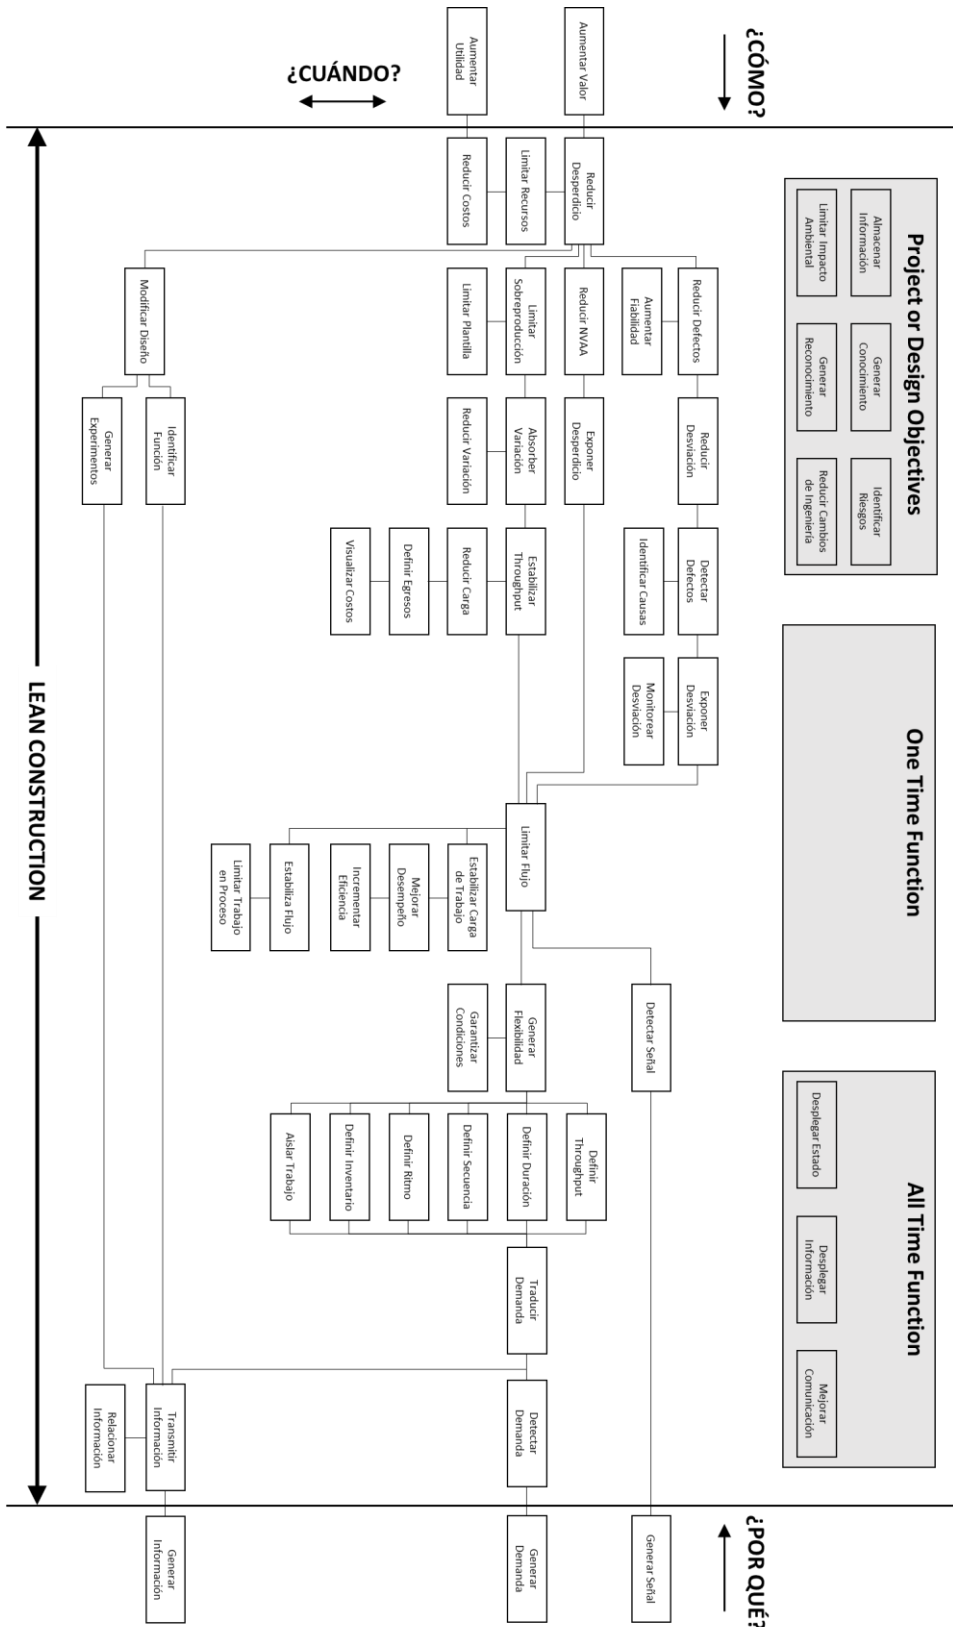 ¿CÓMO?
¿POR QUÉ?
Project or Design Objectives
Almacenar
Información
Generar
Conocimiento
Identificar
Riesgos
Limitar Impacto
Ambiental
Generar
Reconocimiento
Reducir Cambios
de Ingeniería
One Time Function
All Time Function
Desplegar Estado
Desplegar
Información
Mejorar
Comunicación
Reducir Defectos
Reducir
Desviación
Detectar
Defectos
Exponer
Desviación
Detectar Señal
Generar Señal
Aumentar
Fiabilidad
Identificar Causas
Monitorear
Desviación
Aumentar Valor
Reducir
Desperdicio
Reducir NVAA
Exponer
Desperdicio
Definir
Throughput
Limitar Recursos
Limitar
Sobreproducción
Absorber
Variación
Estabilizar
Throughput
Limitar Flujo
Generar
Flexibilidad
Definir Duración
Traducir
Demanda
Detectar
Demanda
Generar
Demanda
Aumentar
Utilidad
Reducir Costos
Limitar Plantilla
Reducir Variación
Reducir Carga
Estabilizar Carga
de Trabajo
Garantizar
Condiciones
Definir Secuencia
Definir Egresos
Mejorar
Desempeño
Definir Ritmo
¿CUÁNDO?
Visualizar Costos
Incrementar
Eficiencia
Definir Inventario
Estabiliza Flujo
Aislar Trabajo
Limitar Trabajo
en Proceso
Modificar Diseño
Identificar
Función
Transmitir
Información
Generar
Información
Generar
Experimentos
Relacionar
Información
LEAN CONSTRUCTION